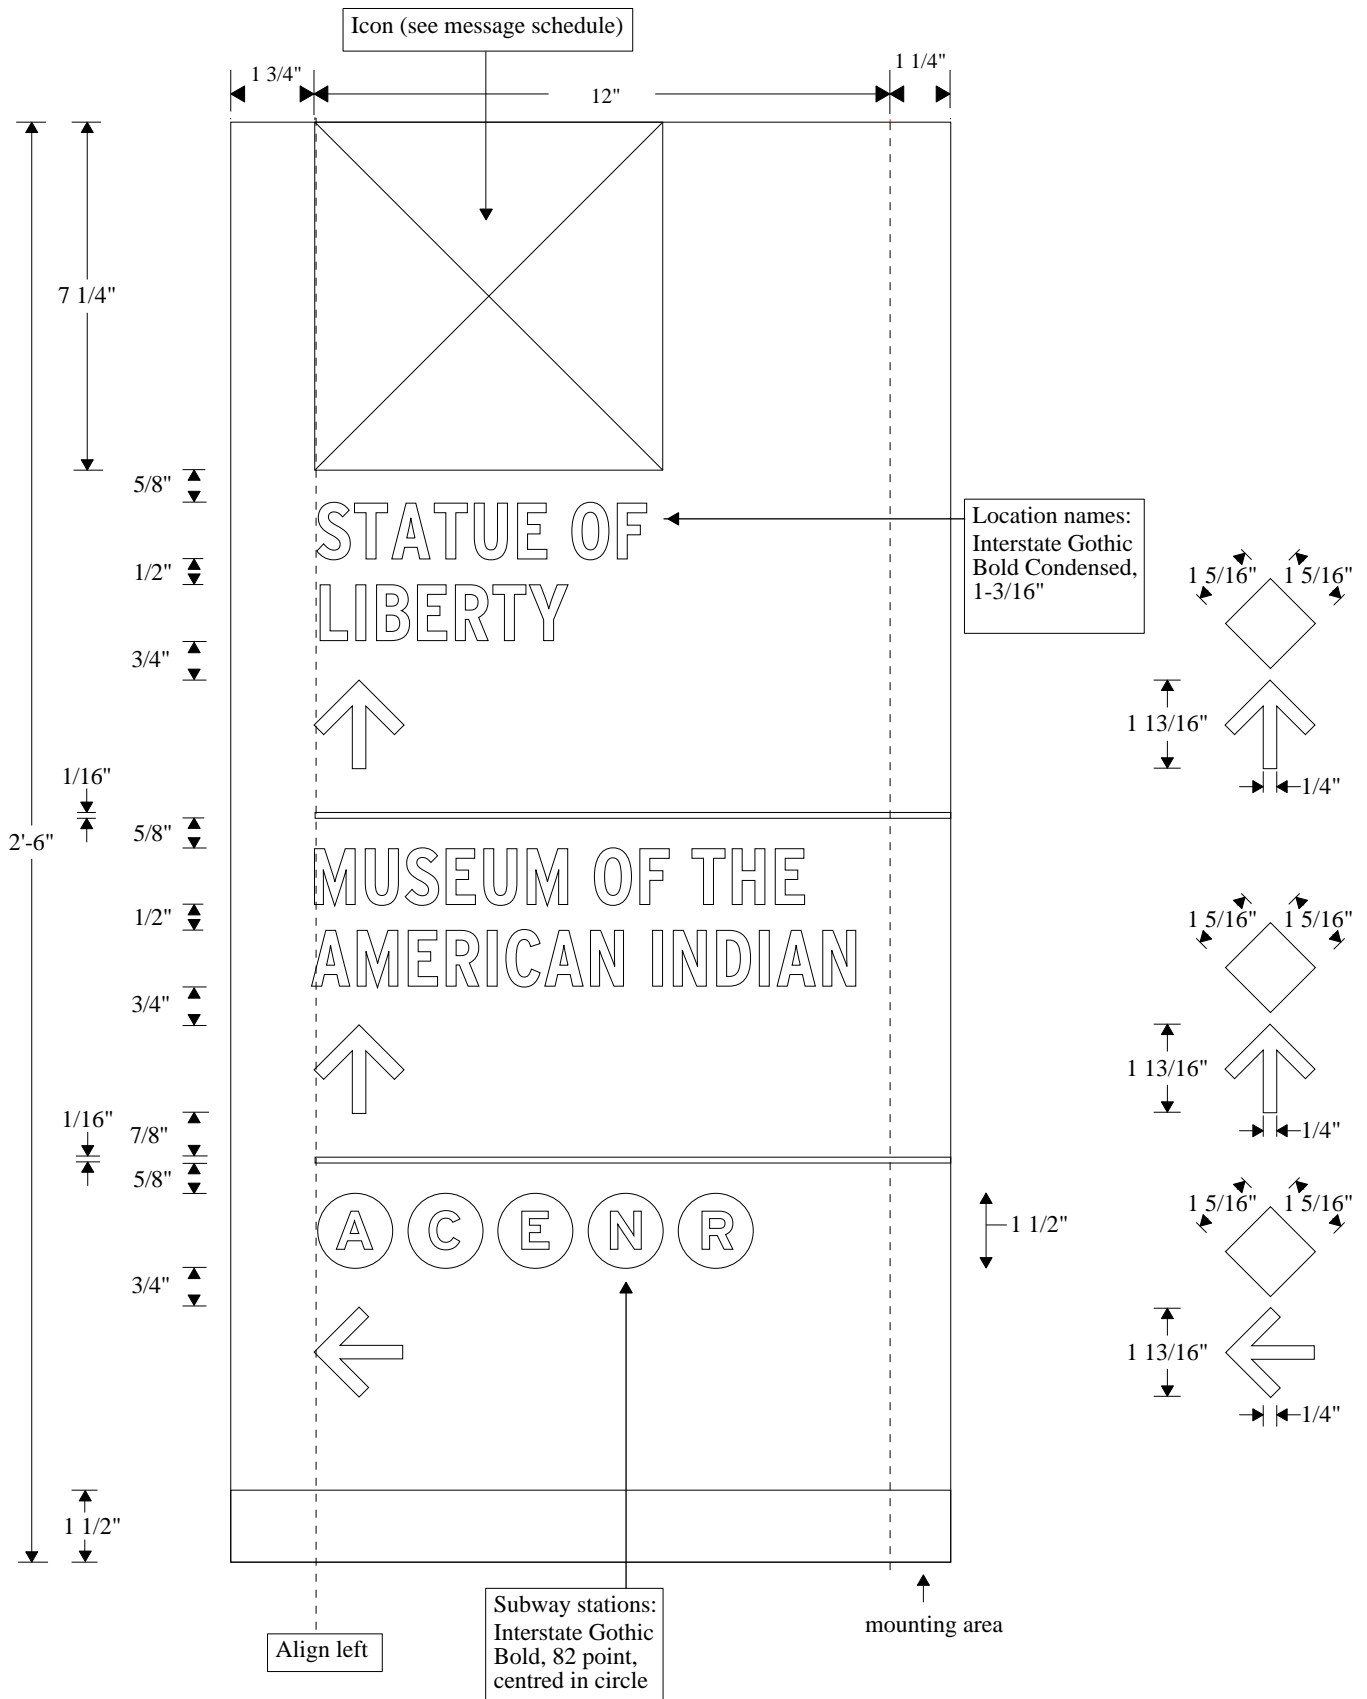 Icon (see message schedule)
1 3/4"
12"
1 1/4"
7 1/4"
5/8"
STATUE OF
LIBERTY
Location names:
Interstate Gothic
Bold Condensed,
1-3/16"
1/2"
3/4"
1 5/16"
1 5/16"
1 13/16"
1/4"
1/16"
2'-6"
5/8"
MUSEUM OF THE
AMERICAN INDIAN
1/2"
3/4"
1 5/16"
1 5/16"
1 13/16"
1/4"
1/16"
7/8"
5/8"
A C E N R
1 1/2"
3/4"
1 5/16"
1 5/16"
1 13/16"
1/4"
1 1/2"
Align left
Subway stations:
Interstate Gothic
Bold, 82 point,
centred in circle
mounting area